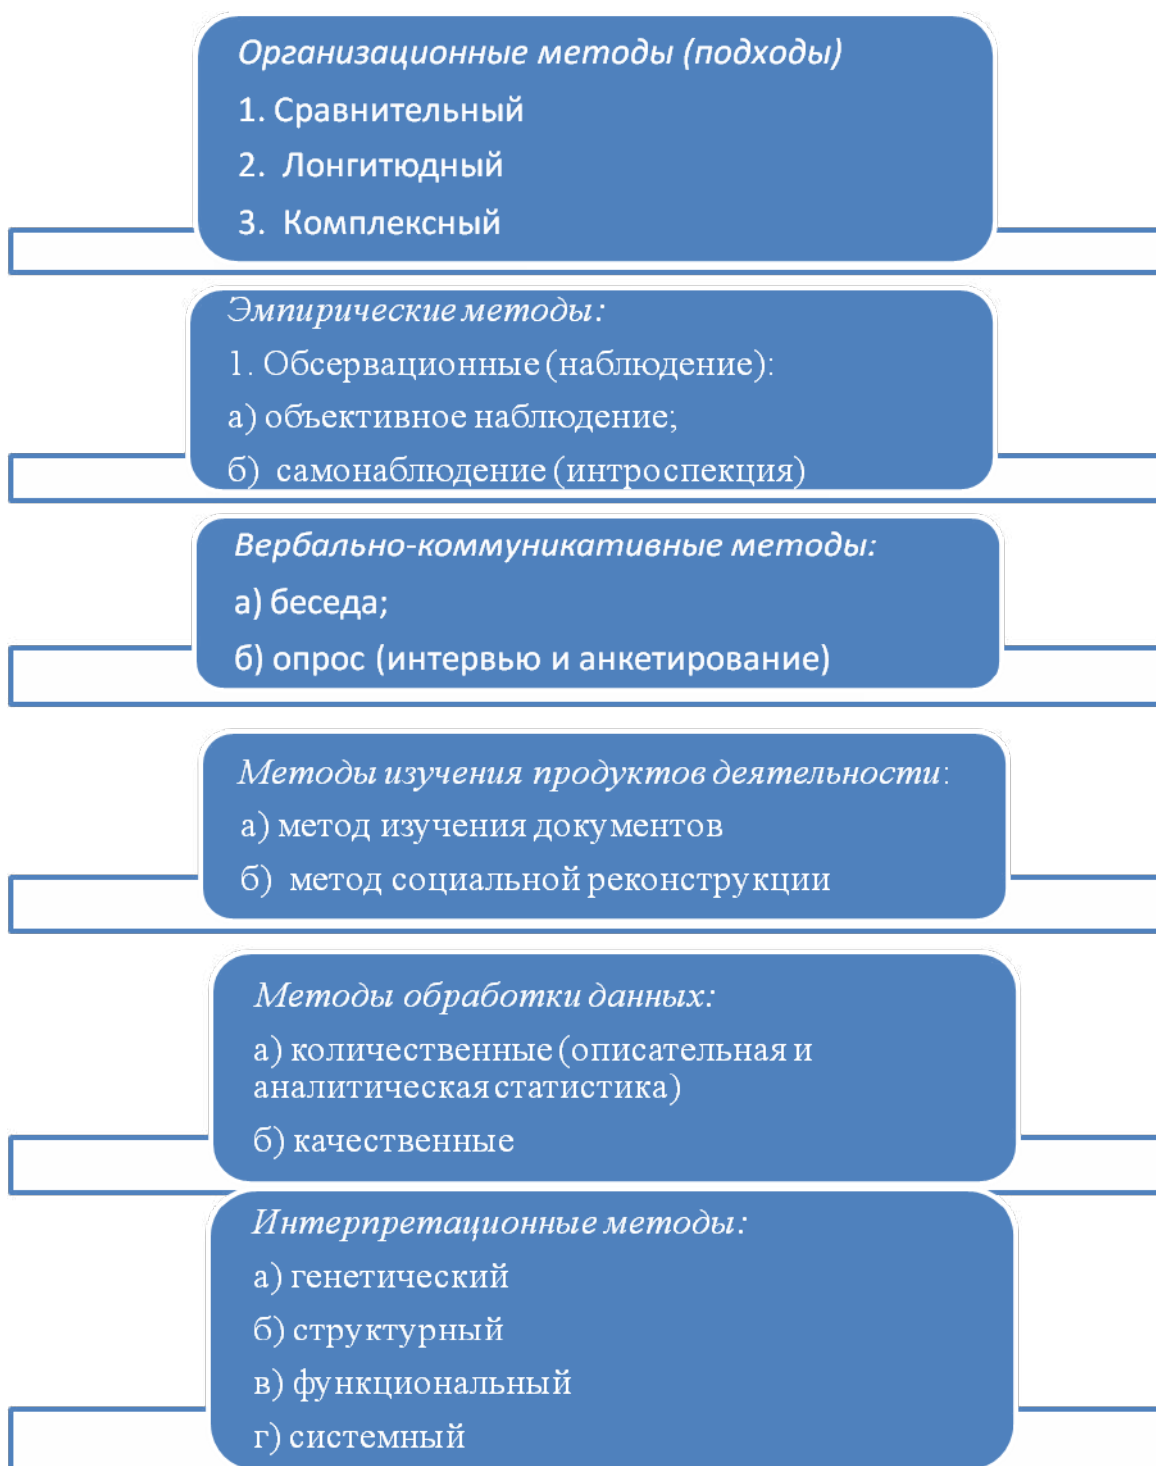 Организационные методы (подходы)
1. Сравнительный
2. Лонгитюдный
3. Комплексный
Эмпирические методы:
1. Обсервационные (наблюдение):
а) объективное наблюдение;
б) самонаблюдение (интроспекция)
Вербально-коммуникативные методы:
а) беседа;
б) опрос (интервью и анкетирование)
Методы изучения продуктов деятельности:
а) метод изучения документов
б) метод социальной реконструкции
Методы обработки данных:
а) количественные (описательная и
аналитическая статистика)
б) качественные
Интерпретационные методы:
а) генетический
б) структурный
в) функциональный
г) системный